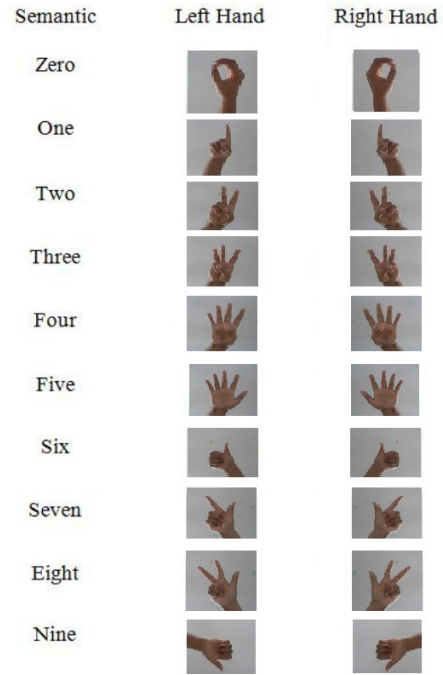 Semantic Left Hand Right Hand
Zero
One
Two
Three
Four
Five
Six
Seven
Eight
Nine